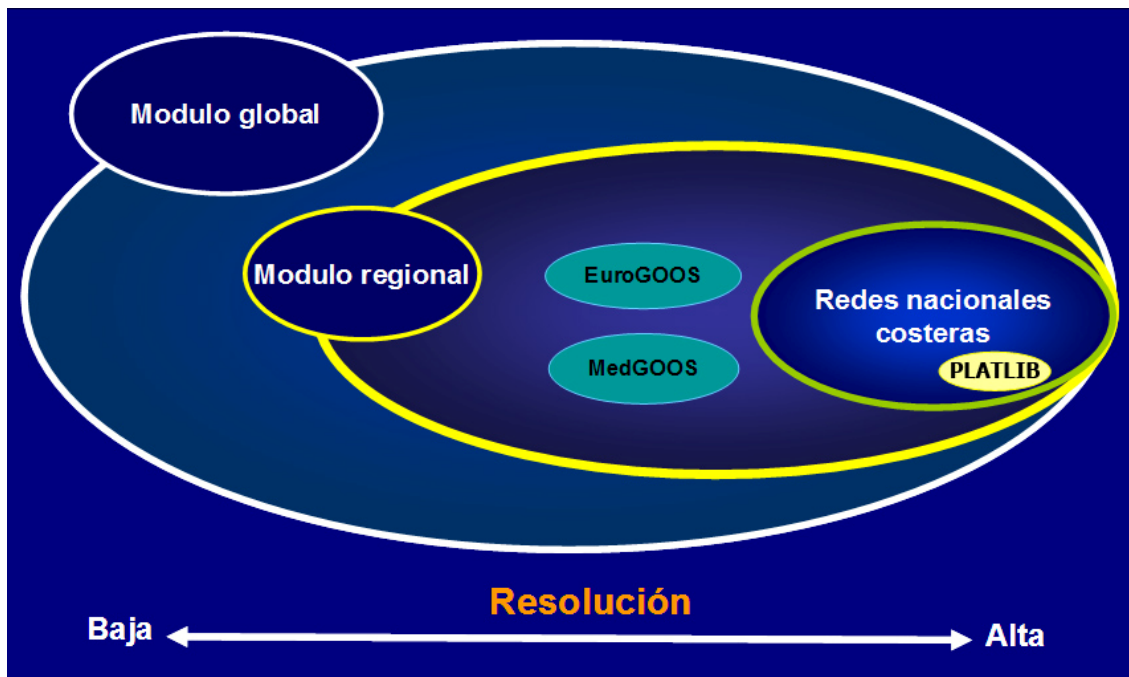 Modulo global
Modulo regional
EuroGOOS
MedGOOS
Redes nacionales
costeras
PLATLIB
Resolución
Baja
Alta